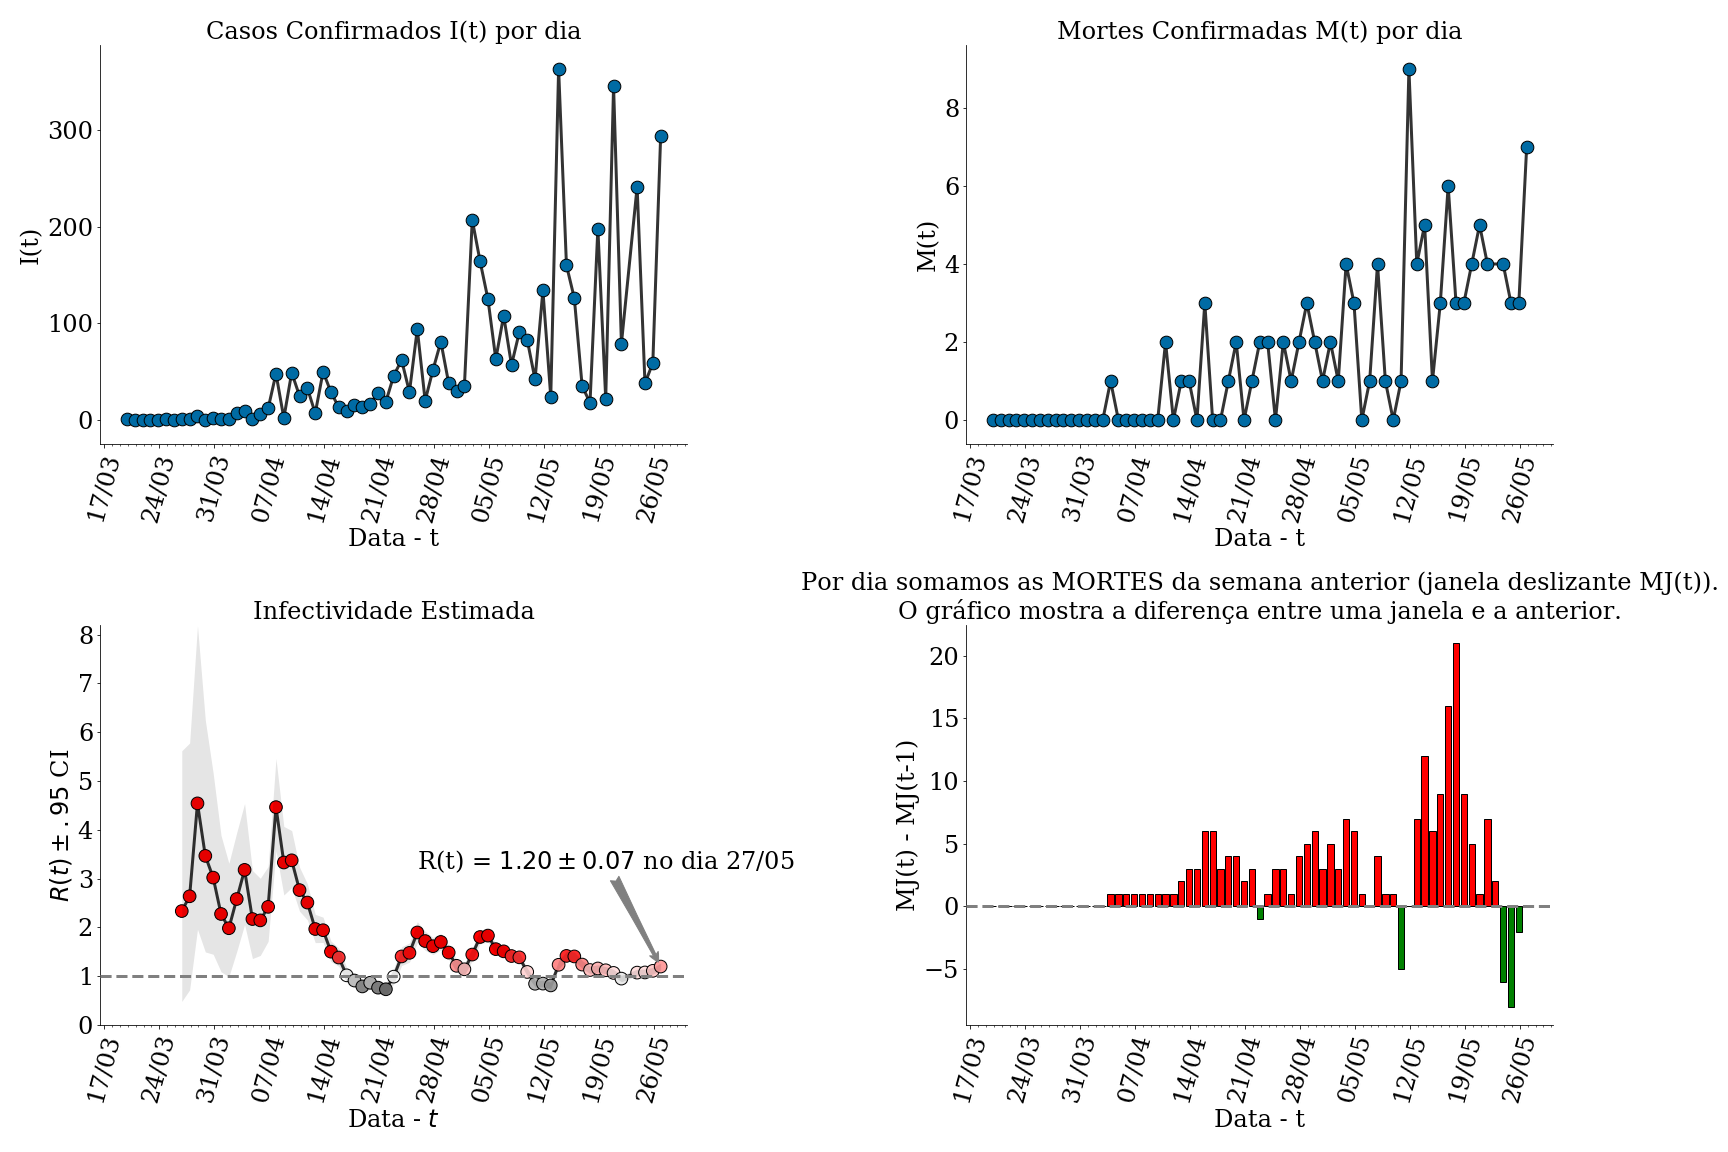 Casos Confirmados I(t) por dia
I(t)
300
200
100
0
17/03 24/03 31/03 07/04 14/04 21/04 28/04 05/05 12/05 19/05 26/05
Data - t
Mortes Confirmadas M(t) por dia
M(t)
8
6
4
2
0
17/03 24/03 31/03 07/04 14/04 21/04 28/04 05/05 12/05 19/05 26/05
Data - t
Infectividade Estimada
R(t) ± .95 CI
8
7
6
5
4
3
2
1
0
R(t) = 1.20 ± 0.07 no dia 27/05
17/03 24/03 31/03 07/04 14/04 21/04 28/04 05/05 12/05 19/05 26/05
Data - t
Por dia somamos as MORTES da semana anterior (janela deslizante MJ(t)).
O gráfico mostra a diferença entre uma janela e a anterior.
MJ(t) - MJ(t-1)
20
15
10
5
0
−5
17/03 24/03 31/03 07/04 14/04 21/04 28/04 05/05 12/05 19/05 26/05
Data - t